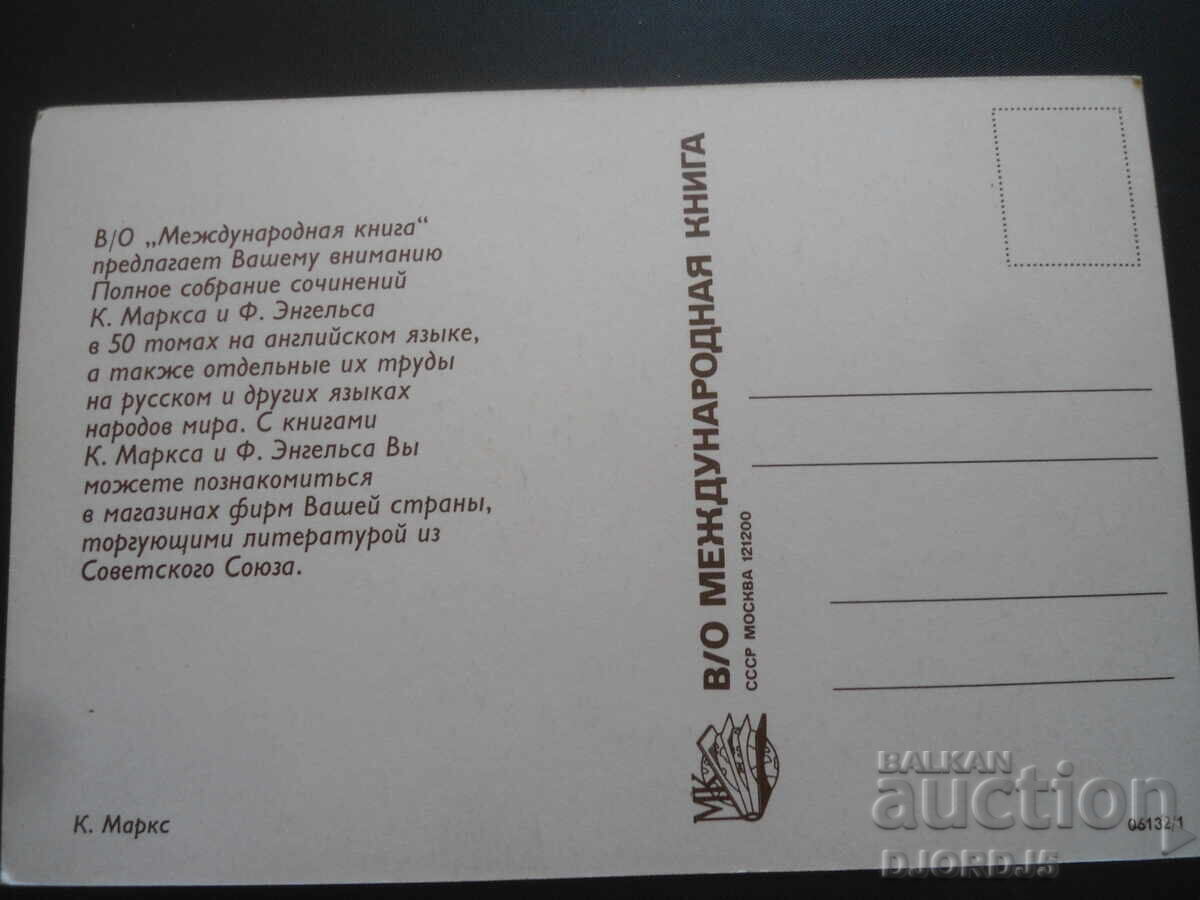 В/О „Международная книга“
предлагает Вашему вниманию
Полное собрание сочинений
К. Маркса и Ф. Энгельса
в 50 томах на английском языке,
а также отдельные их труды
на русском и других языках
народов мира. С книгами
К. Маркса и Ф. Энгельса Вы
можете познакомиться
в магазинах фирм Вашей страны,
торгующими литературой из
Советского Союза.
К. Маркс
В/О МЕЖДУНАРОДНАЯ КНИГА
СССР МОСКВА 121200
МК
06132/1
BALKAN
auction
DJORDJ5